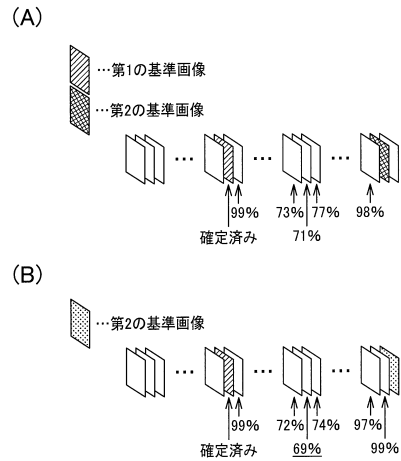 (A)
…第1の基準画像
…第2の基準画像
… … …
99% 73% 77% 98%
確定済み 71%
(B)
…第2の基準画像
… … …
99% 72% 74% 97%
確定済み 69% 99%